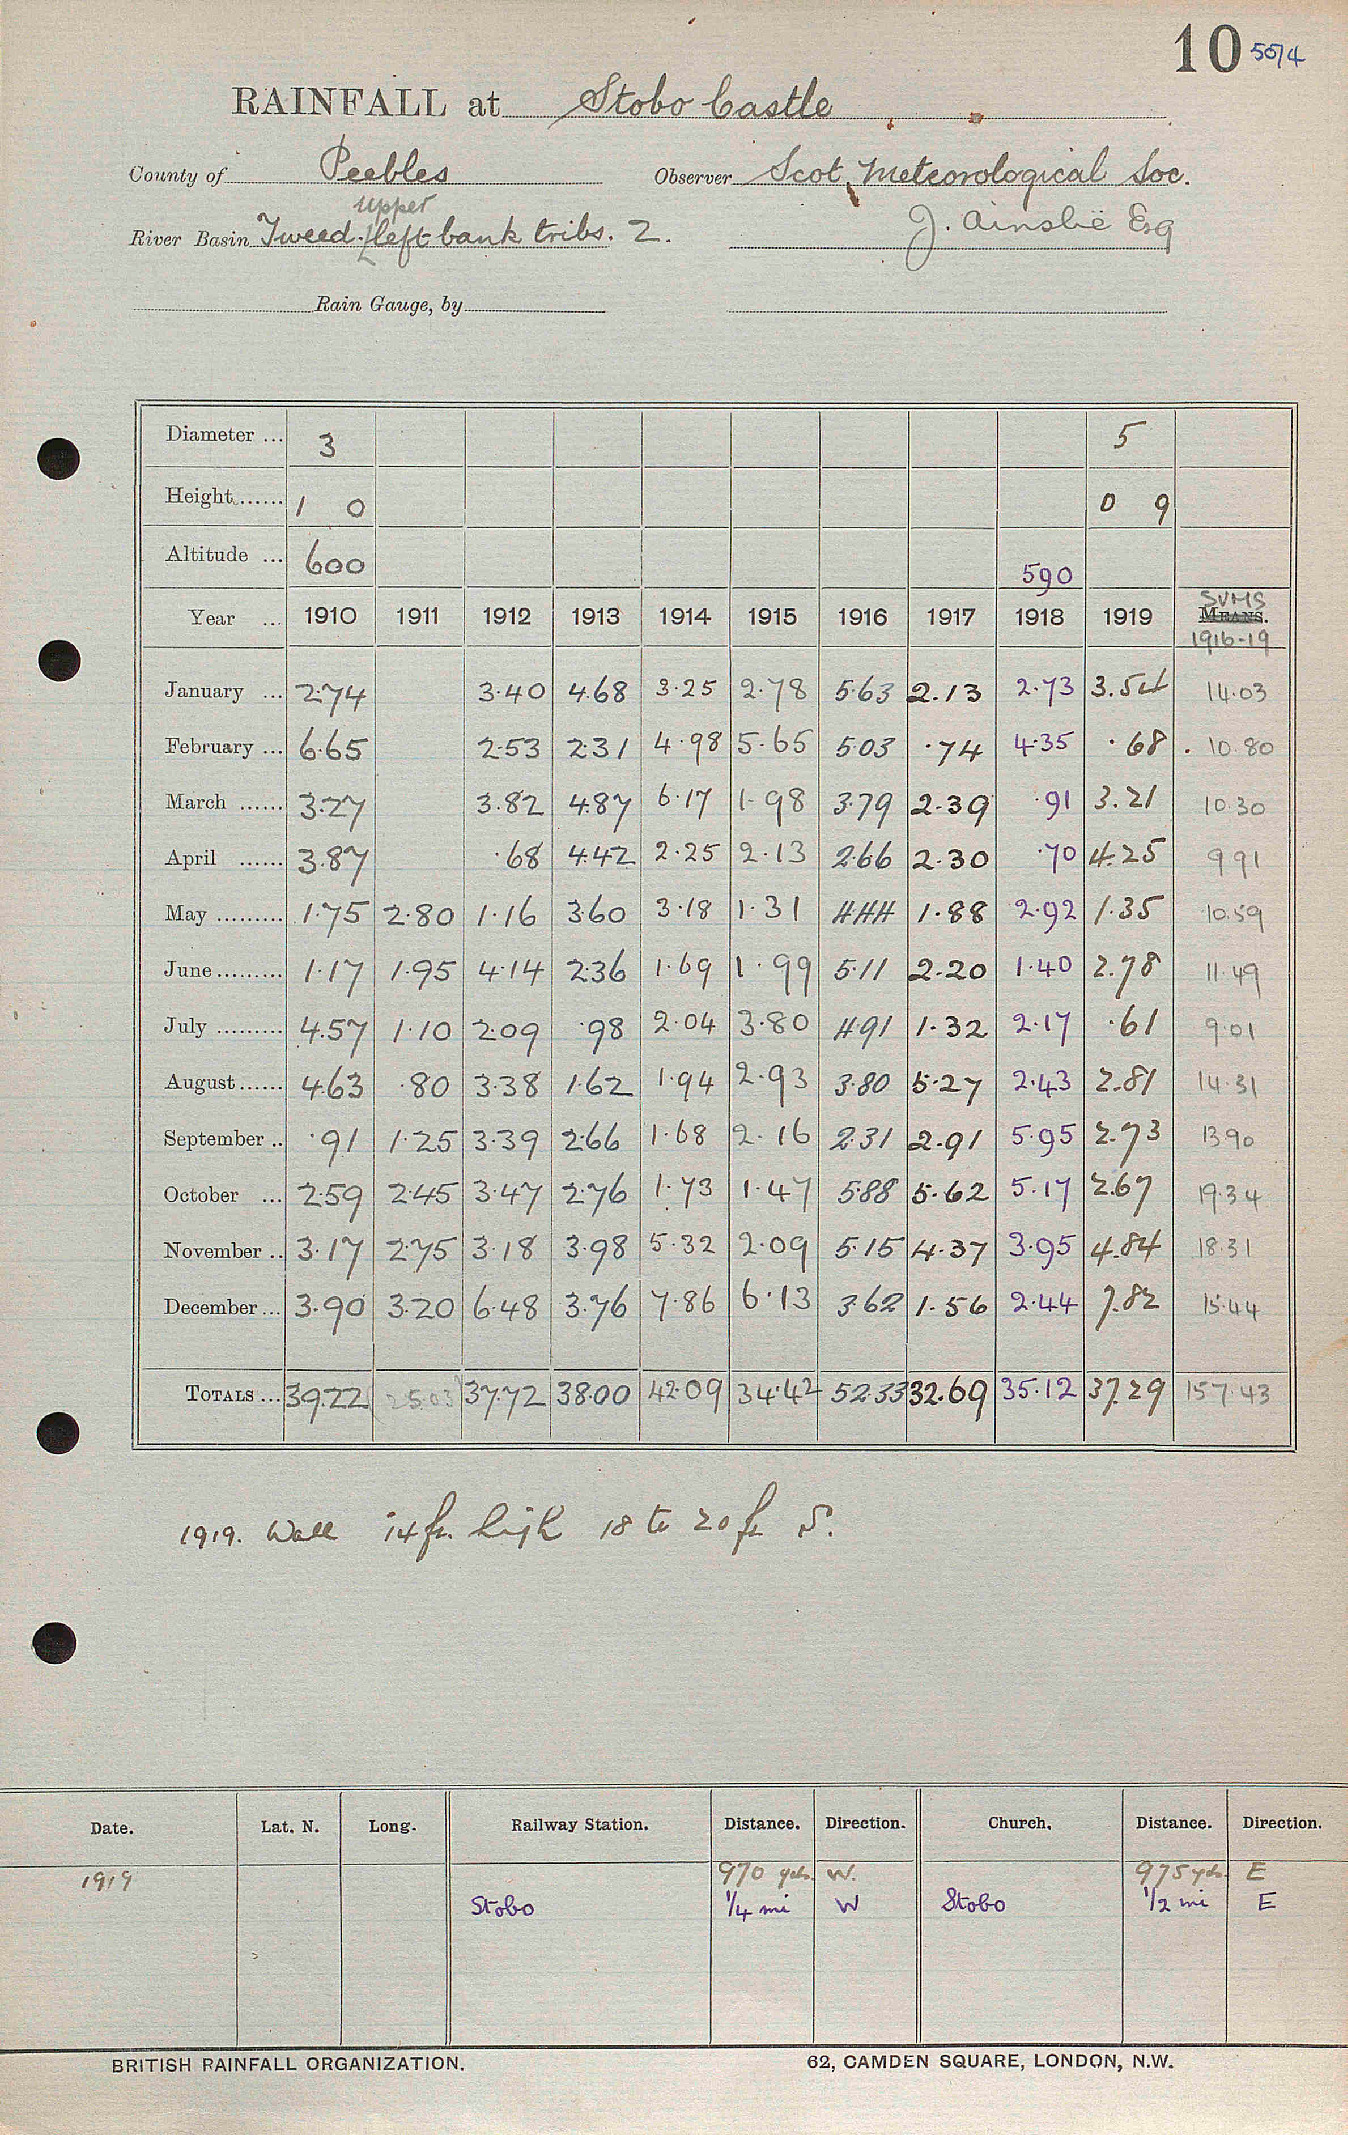 10 5574
RAINFALL at Stobo Castle
County of Peebles Observer Scot. Meteorological Soc.
Upper
River Basin Tweed. left bank tribs. 2. J. Ainslie Esq
Rain Gauge, by
Diameter ... 3 5
Height...... 1 0 0 9
Altitude ... 600 590
SUMS
Year ... 1910 1911 1912 1913 1914 1915 1916 1917 1918 1919 MEANS.
1916-19
January ... 2.74 3.40 4.68 3.25 2.78 5.63 2.13 2.73 3.54 14.03
February ... 6.65 2.53 2.31 4.98 5.65 5.03 .74 4.35 .68 10.80
March ...... 3.27 3.82 4.87 6.17 1.98 3.79 2.39 .91 3.21 10.30
April ...... 3.87 .68 4.42 2.25 2.13 2.66 2.30 .70 4.25 9.91
May ......... 1.75 2.80 1.16 3.60 3.18 1.31 4.44 1.88 2.92 1.35 10.59
June ......... 1.17 1.95 4.14 2.36 1.69 1.99 5.11 2.20 1.40 2.78 11.49
July ......... 4.57 1.10 2.09 .98 2.04 3.80 4.91 1.32 2.17 .61 9.01
August ...... 4.63 .80 3.38 1.62 1.94 2.93 3.80 5.27 2.43 2.81 14.31
September .. .91 1.25 3.39 2.66 1.68 2.16 2.31 2.91 5.95 2.73 13.90
October ... 2.59 2.45 3.47 2.76 1.73 1.47 5.88 5.62 5.17 2.67 19.34
November .. 3.17 2.75 3.18 3.98 5.32 2.09 5.15 4.37 3.95 4.84 18.31
December ... 3.90 3.20 6.48 3.76 7.86 6.13 3.62 1.56 2.44 7.82 15.44
TOTALS ... 39.22 37.72 38.00 42.09 34.42 52.33 32.69 35.12 37.29 157.43
1919. Wall 14 ft. high 18 to 20 ft S.
Date. Lat. N. Long. Railway Station. Distance. Direction. Church. Distance. Direction.
1919 970 yds. W. 975 yds. E
Stobo 1/4 mi W Stobo 1/2 mi E
BRITISH RAINFALL ORGANIZATION. 62, CAMDEN SQUARE, LONDON, N.W.